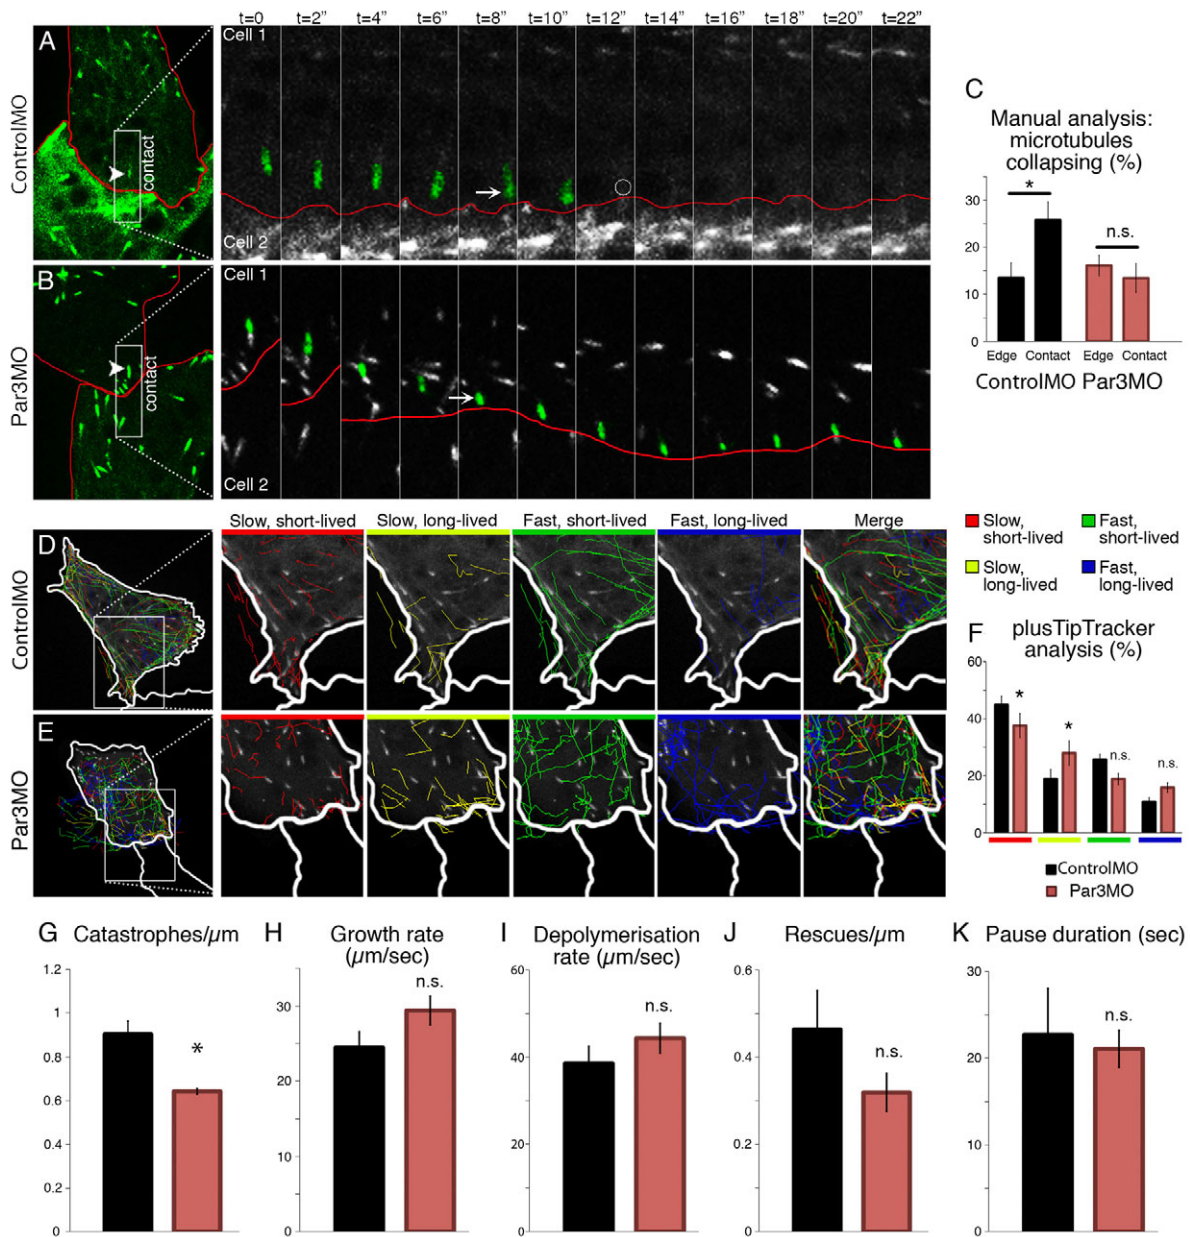 t=0 t=2" t=4" t=6" t=8" t=10" t=12" t=14" t=16" t=18" t=20" t=22"
A
ControlMO
contact
Cell 1
Cell 2
B
Par3MO
contact
Cell 1
Cell 2
C
Manual analysis:
microtubules
collapsing (%)
*
n.s.
30
20
10
0
Edge Contact Edge Contact
ControlMO Par3MO
Slow, short-lived Slow, long-lived Fast, short-lived Fast, long-lived Merge
D
ControlMO
E
Par3MO
Slow,
short-lived
Fast,
short-lived
Slow,
long-lived
Fast,
long-lived
F
plusTipTracker
analysis (%)
60
40
20
0
*
*
n.s.
n.s.
ControlMO
Par3MO
G Catastrophes/µm
1.2
1
0.8
0.6
0.4
0.2
0
*
H Growth rate
(µm/sec)
30
20
10
0
n.s.
I Depolymerisation
rate (µm/sec)
60
40
20
0
n.s.
J Rescues/µm
0.6
0.4
0.2
0
n.s.
K Pause duration (sec)
30
20
10
0
n.s.